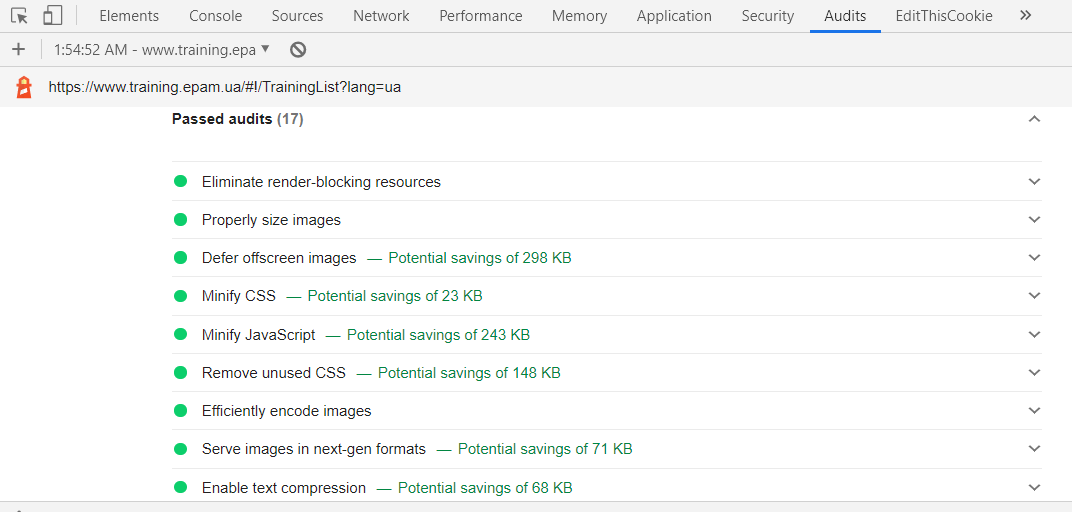 Elements Console Sources Network Performance Memory Application Security Audits EditThisCookie »
+ 1:54:52 AM - www.training.epa ▼
https://www.training.epam.ua/#!/TrainingList?lang=ua
Passed audits (17)
Eliminate render-blocking resources
Properly size images
Defer offscreen images — Potential savings of 298 KB
Minify CSS — Potential savings of 23 KB
Minify JavaScript — Potential savings of 243 KB
Remove unused CSS — Potential savings of 148 KB
Efficiently encode images
Serve images in next-gen formats — Potential savings of 71 KB
Enable text compression — Potential savings of 68 KB